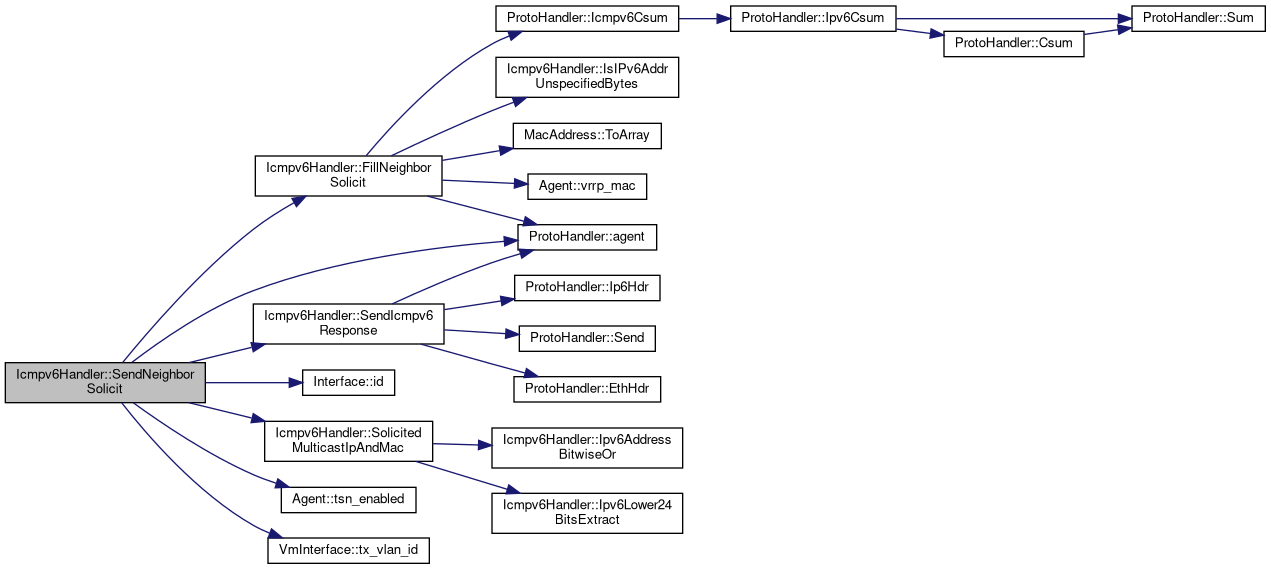 ProtoHandler::Icmpv6Csum
ProtoHandler::Ipv6Csum
ProtoHandler::Sum
ProtoHandler::Csum
Icmpv6Handler::IsIPv6Addr
UnspecifiedBytes
MacAddress::ToArray
Icmpv6Handler::FillNeighbor
Solicit
Agent::vrrp_mac
ProtoHandler::agent
ProtoHandler::Ip6Hdr
Icmpv6Handler::SendIcmpv6
Response
ProtoHandler::Send
Icmpv6Handler::SendNeighbor
Solicit
Interface::id
ProtoHandler::EthHdr
Icmpv6Handler::Solicited
MulticastIpAndMac
Icmpv6Handler::Ipv6Address
BitwiseOr
Agent::tsn_enabled
Icmpv6Handler::Ipv6Lower24
BitsExtract
VmInterface::tx_vlan_id